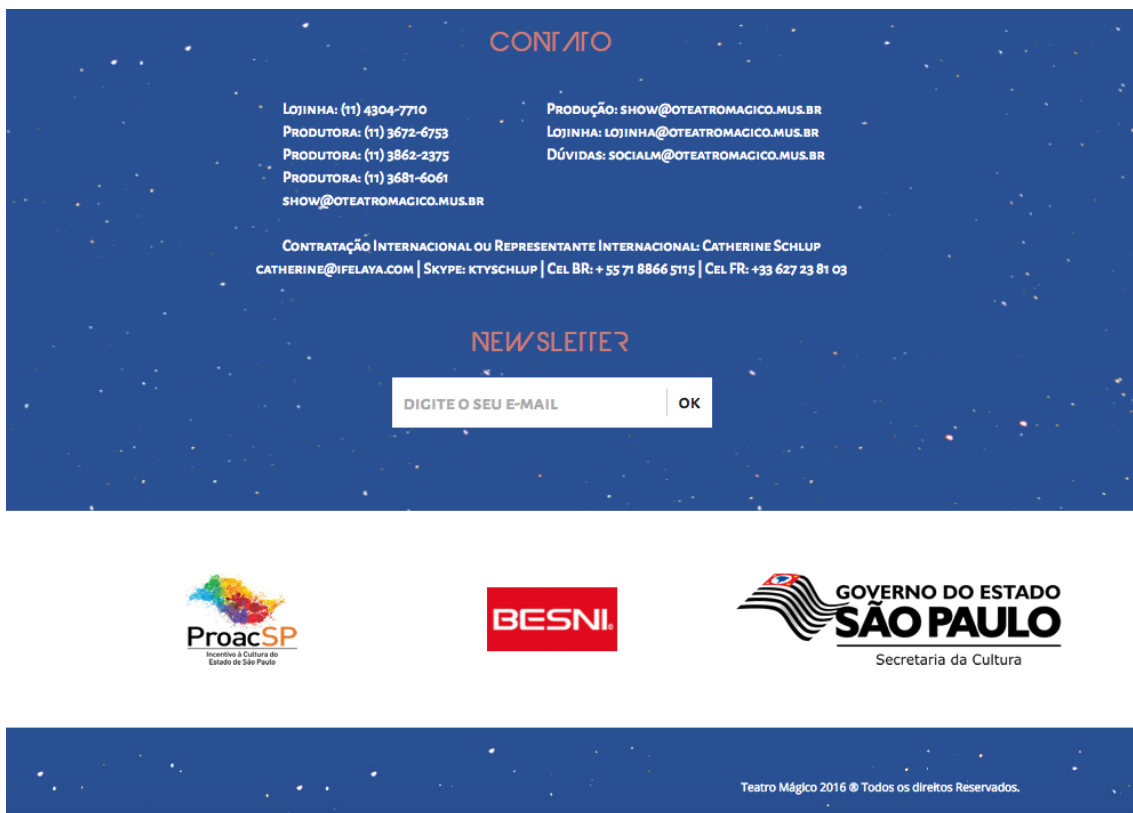 CONTATO
Lojinha: (11) 4304-7710
Produtora: (11) 3672-6753
Produtora: (11) 3862-2375
Produtora: (11) 3681-6061
show@oteatromagico.mus.br
Produção: show@oteatromagico.mus.br
Lojinha: lojinha@oteatromagico.mus.br
Dúvidas: socialm@oteatromagico.mus.br
Contratação Internacional ou Representante Internacional: Catherine Schlup
catherine@ifelaya.com | Skype: ktyschlup | Cel BR: + 55 71 8866 5115 | Cel FR: +33 627 23 81 03
NEWSLETTER
DIGITE O SEU E-MAIL OK
ProacSP
Incentivo à Cultura do
Estado de São Paulo
BESNI.
GOVERNO DO ESTADO
SÃO PAULO
Secretaria da Cultura
Teatro Mágico 2016 ® Todos os direitos Reservados.